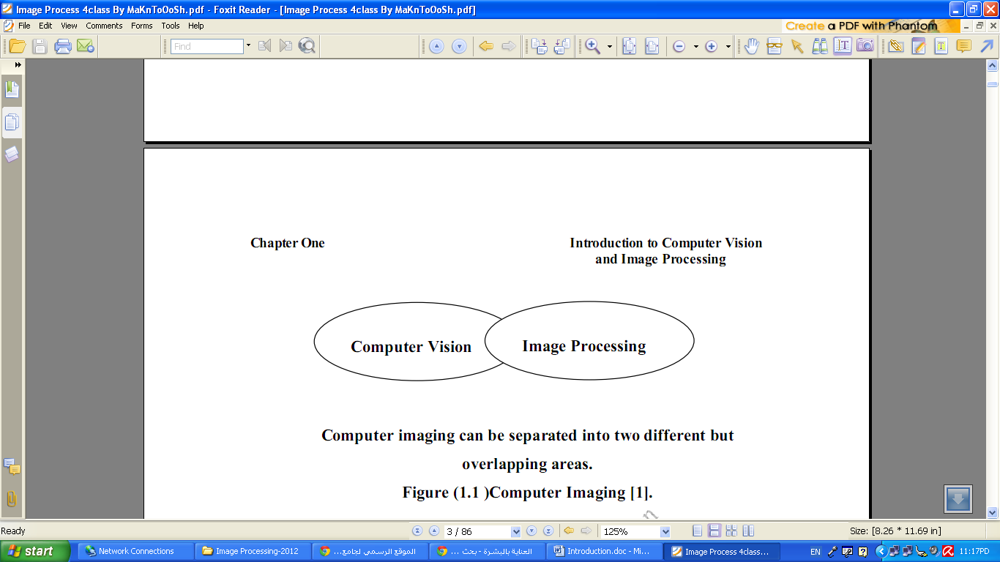 Image Process 4class By MaKnToOoSh.pdf - Foxit Reader - [Image Process 4class By MaKnToOoSh.pdf]
File Edit View Comments Forms Tools Help
Create a PDF with Phantom
Find
Chapter One
Introduction to Computer Vision
and Image Processing
Computer Vision
Image Processing
Computer imaging can be separated into two different but
overlapping areas.
Figure (1.1 )Computer Imaging [1].
Ready
3 / 86
125%
Size: [8.26 * 11.69 in]
start
Network Connections
Image Processing-2012
الموقع الرسمي لجامع...
العناية بالبشرة - بحث ...
Introduction.doc - Mi...
Image Process 4class...
EN
11:17PD